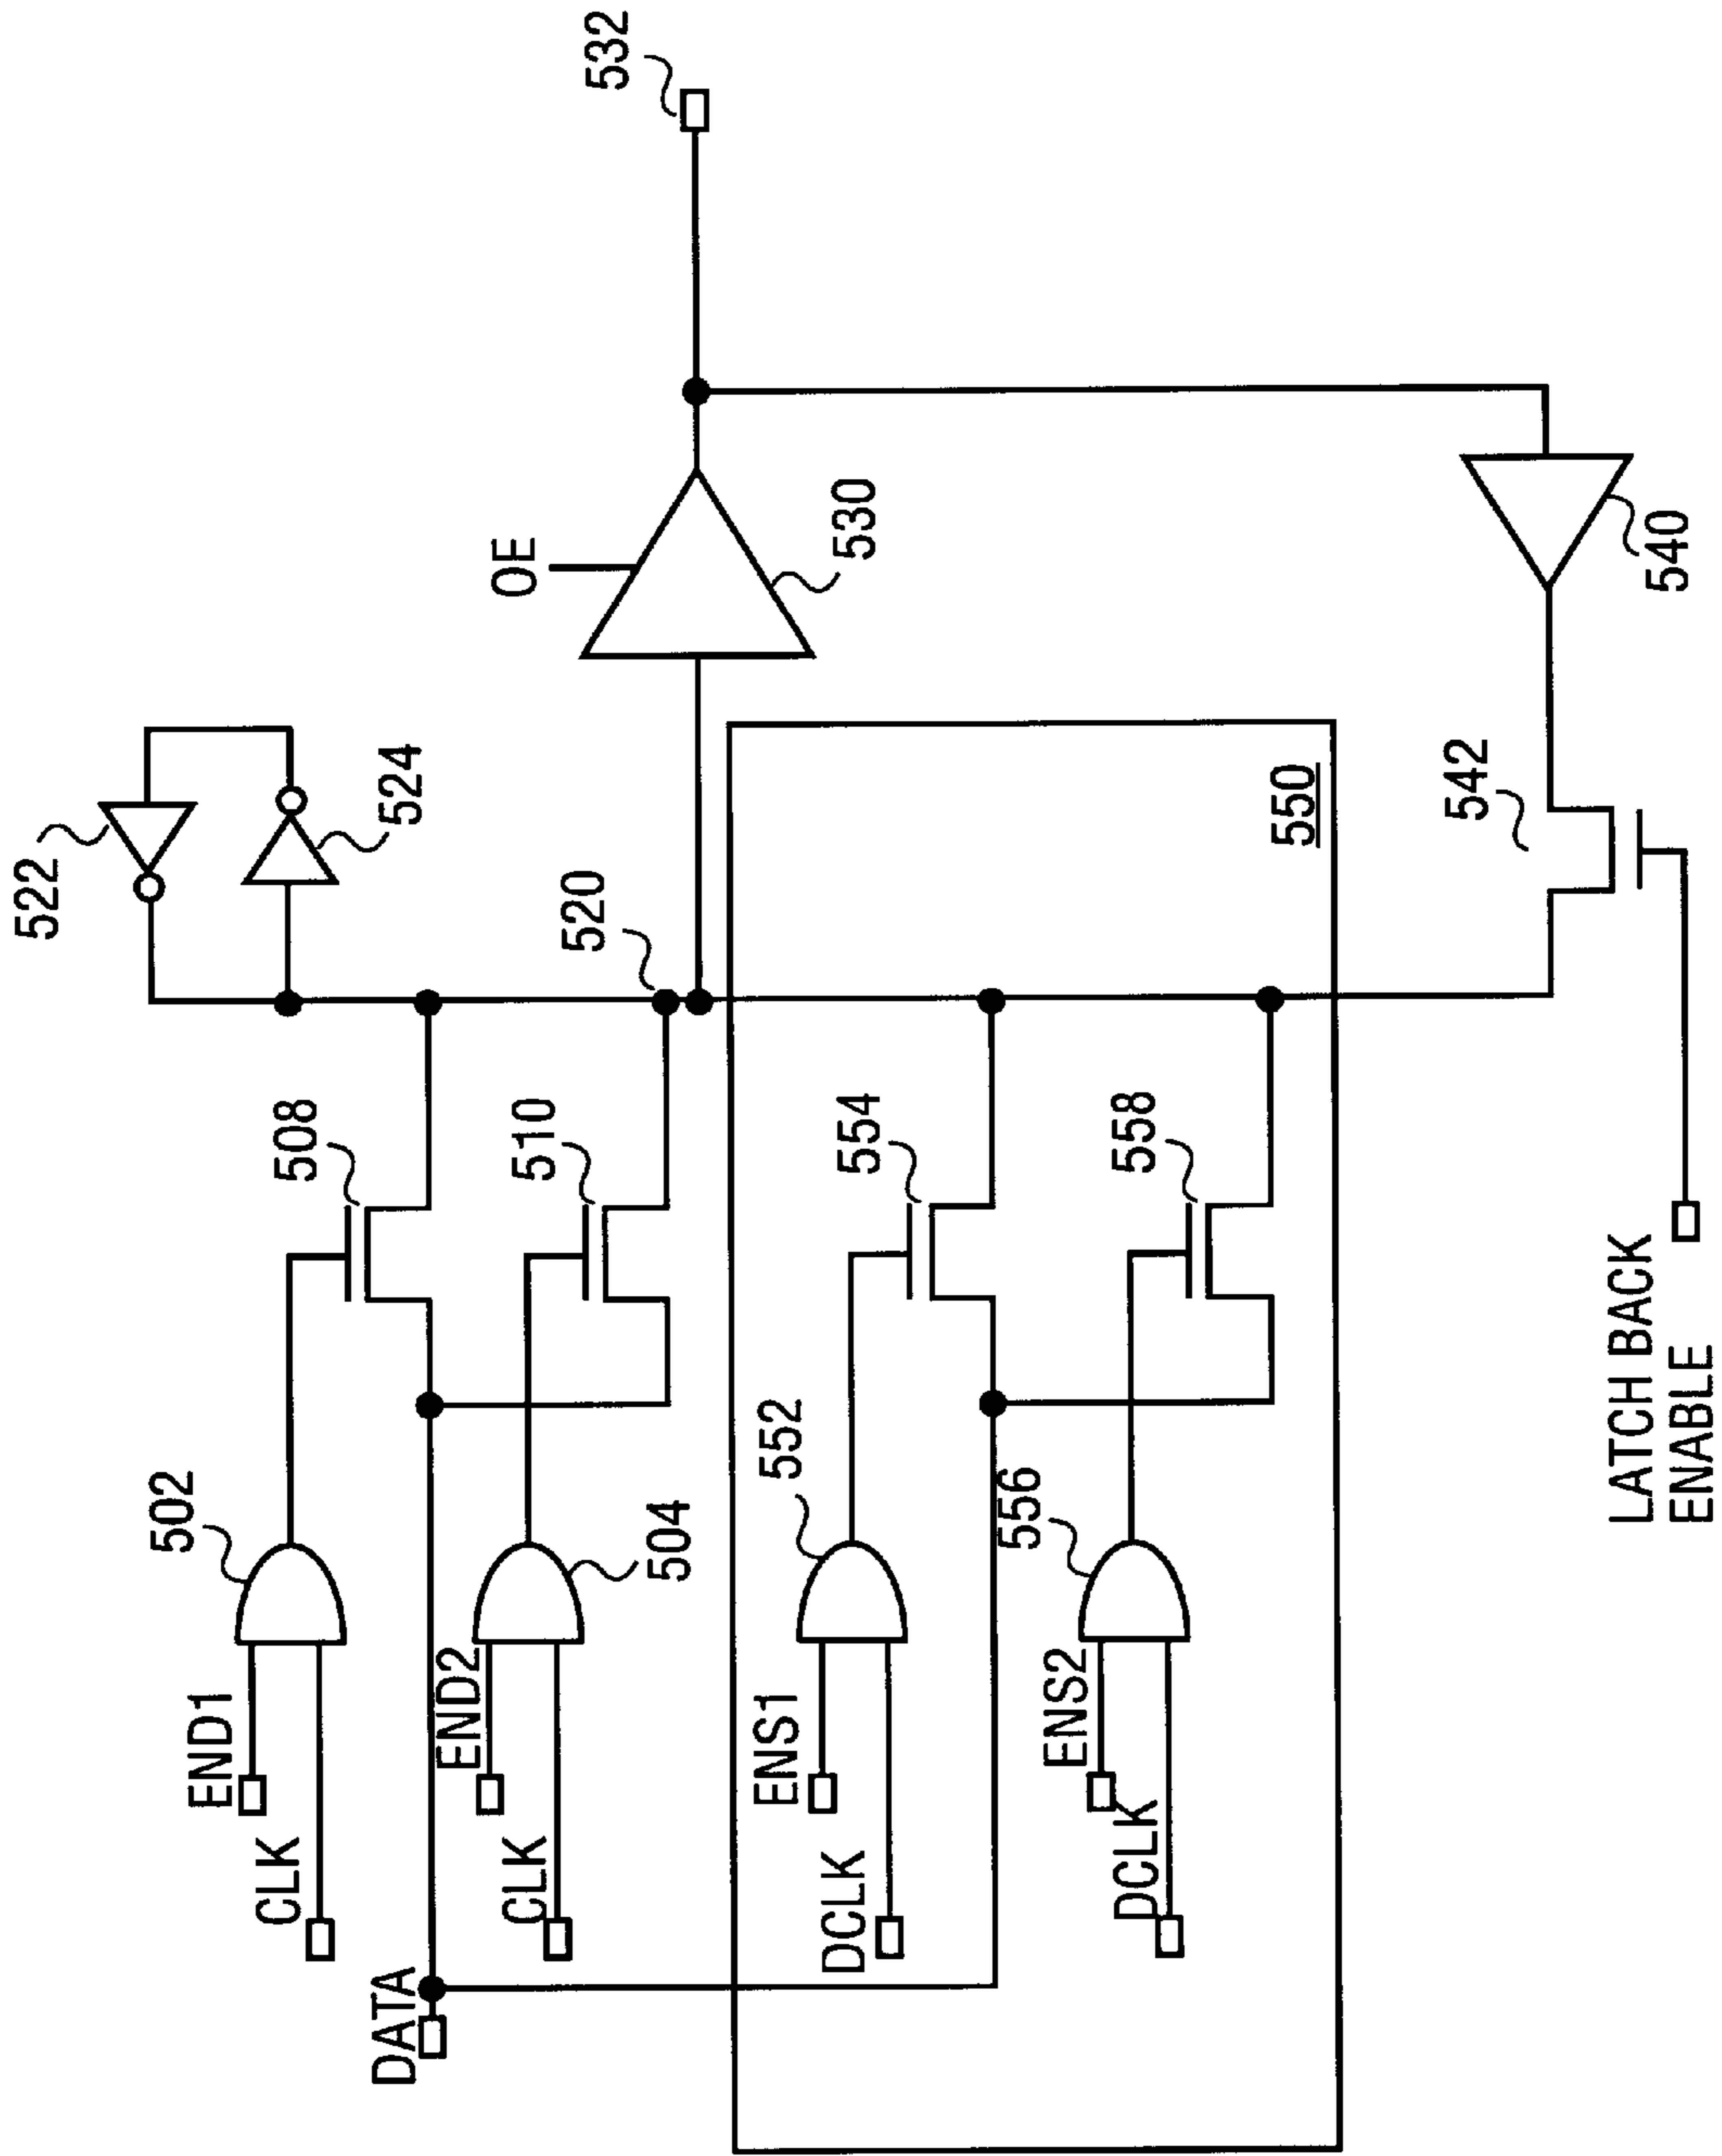 522
524
532
END1
502
508
CLK
OE
DATA
END2
504
510
520
530
CLK
ENS1
552
554
DCLK
ENS2
556
558
550
542
540
DCLK
LATCH BACK
ENABLE